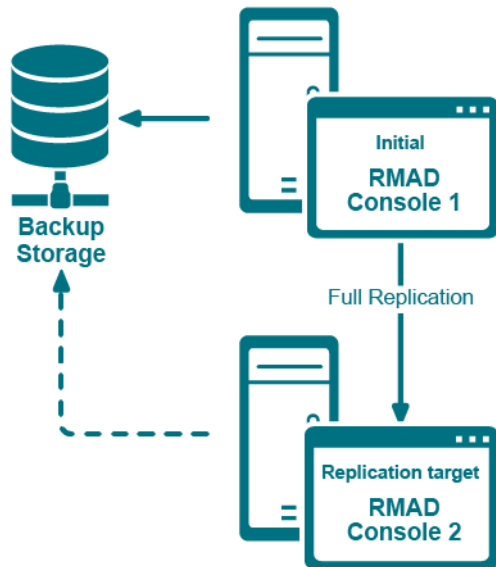 Initial
RMAD
Console 1
Backup
Storage
Full Replication
Replication target
RMAD
Console 2